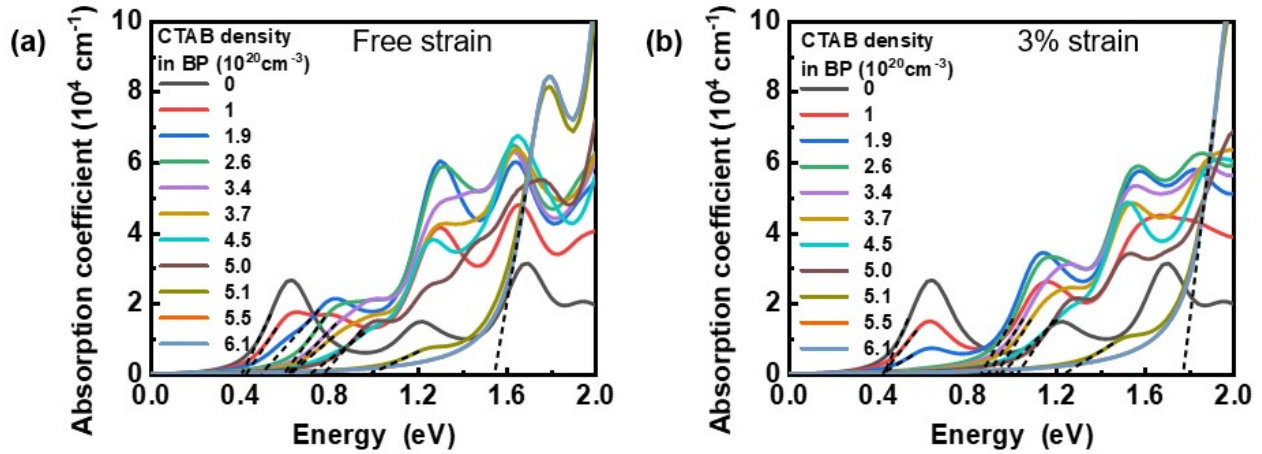 (a)
Absorption coefficient (10⁴ cm⁻¹)
10
8
6
4
2
0
CTAB density
in BP (10²⁰cm⁻³)
0
1
1.9
2.6
3.4
3.7
4.5
5.0
5.1
5.5
6.1
Free strain
0.0 0.4 0.8 1.2 1.6 2.0
Energy (eV)
(b)
Absorption coefficient (10⁴ cm⁻¹)
10
8
6
4
2
0
CTAB density
in BP (10²⁰cm⁻³)
0
1
1.9
2.6
3.4
3.7
4.5
5.0
5.1
5.5
6.1
3% strain
0.0 0.4 0.8 1.2 1.6 2.0
Energy (eV)